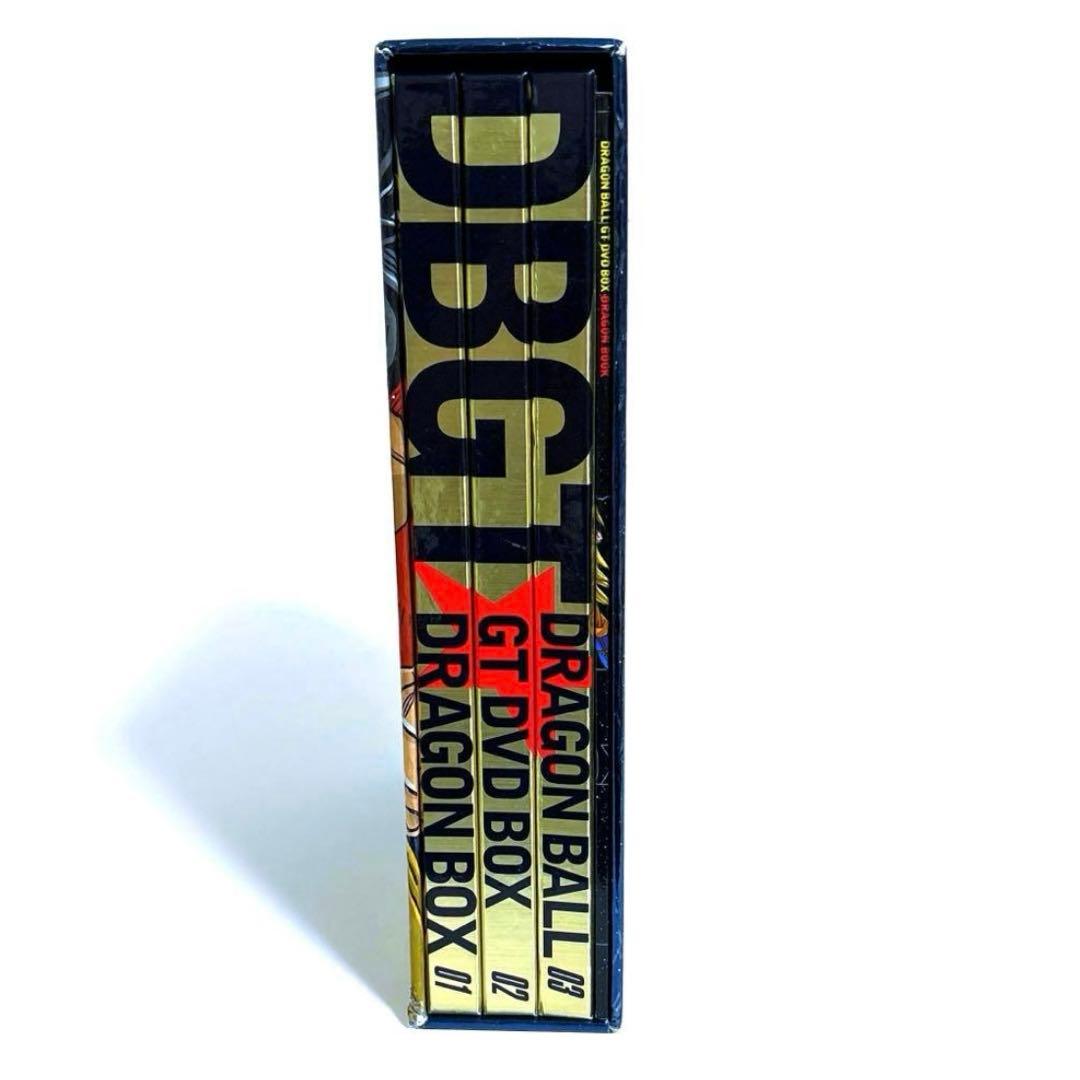 DBGT
DRAGON BALL
GT DVD BOX
DRAGON BOX
03
02
01
DRAGON BALL GT DVD BOX DRAGON BOOK